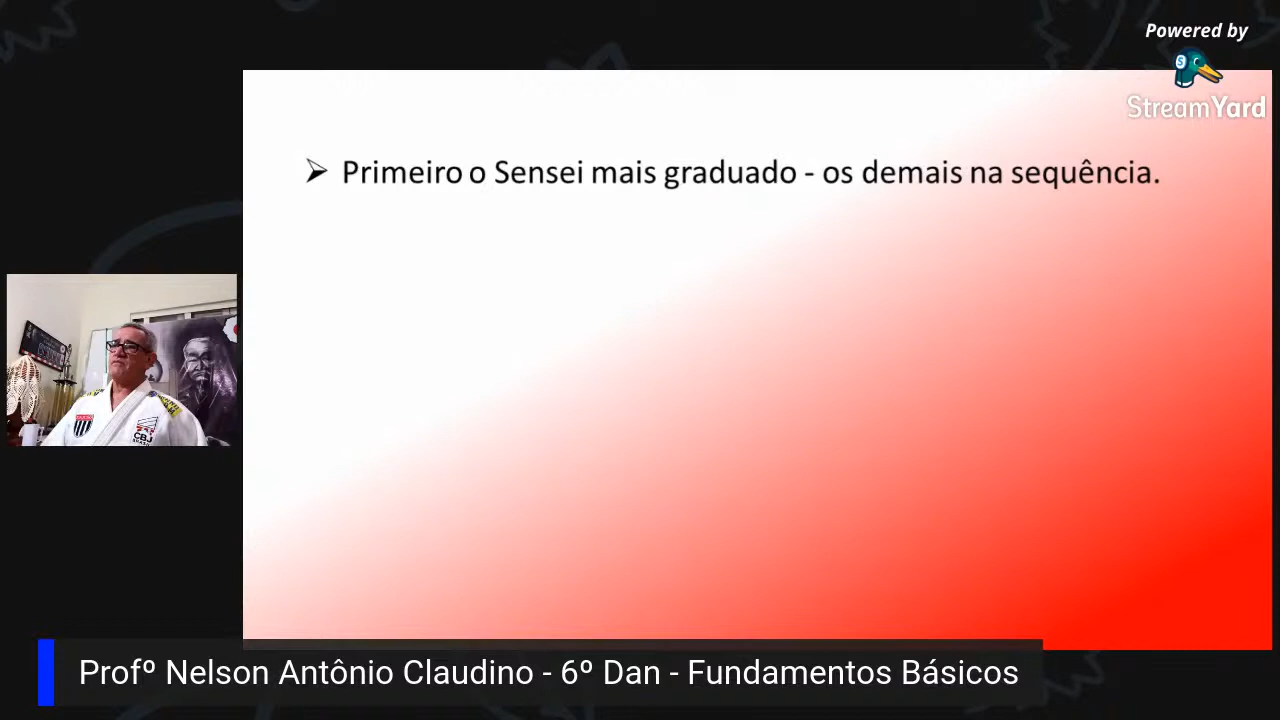 Powered by
StreamYard
➢ Primeiro o Sensei mais graduado - os demais na sequência.
CBJ
Profº Nelson Antônio Claudino - 6º Dan - Fundamentos Básicos